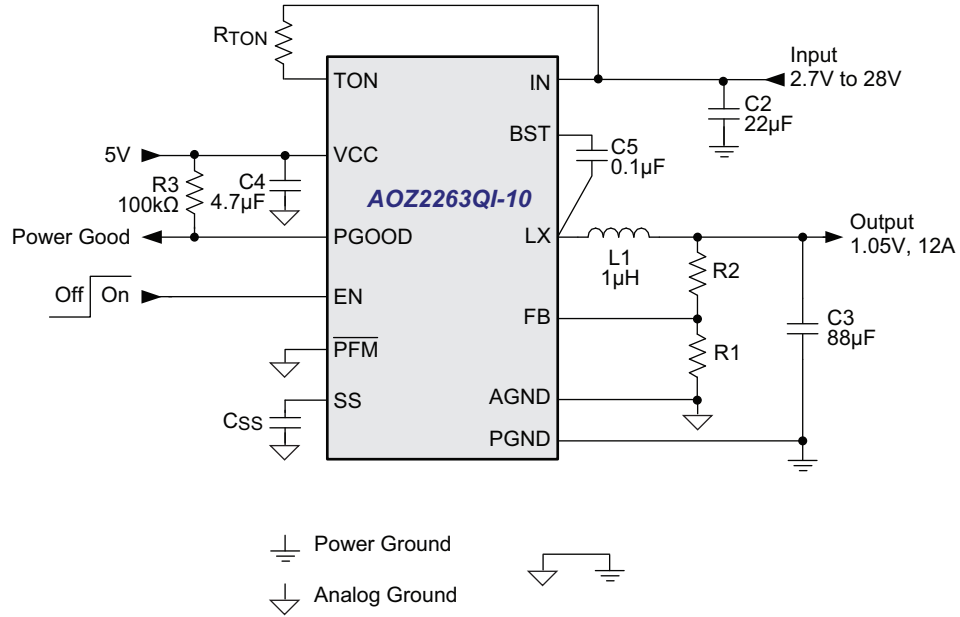 RTON
TON
IN
Input
2.7V to 28V
C2
22µF
BST
C5
0.1µF
5V
VCC
R3
100kΩ
C4
4.7µF
AOZ2263QI-10
Power Good
PGOOD
LX
L1
1µH
Output
1.05V, 12A
R2
Off
On
EN
FB
C3
88µF
PFM
R1
CSS
SS
AGND
PGND
Power Ground
Analog Ground